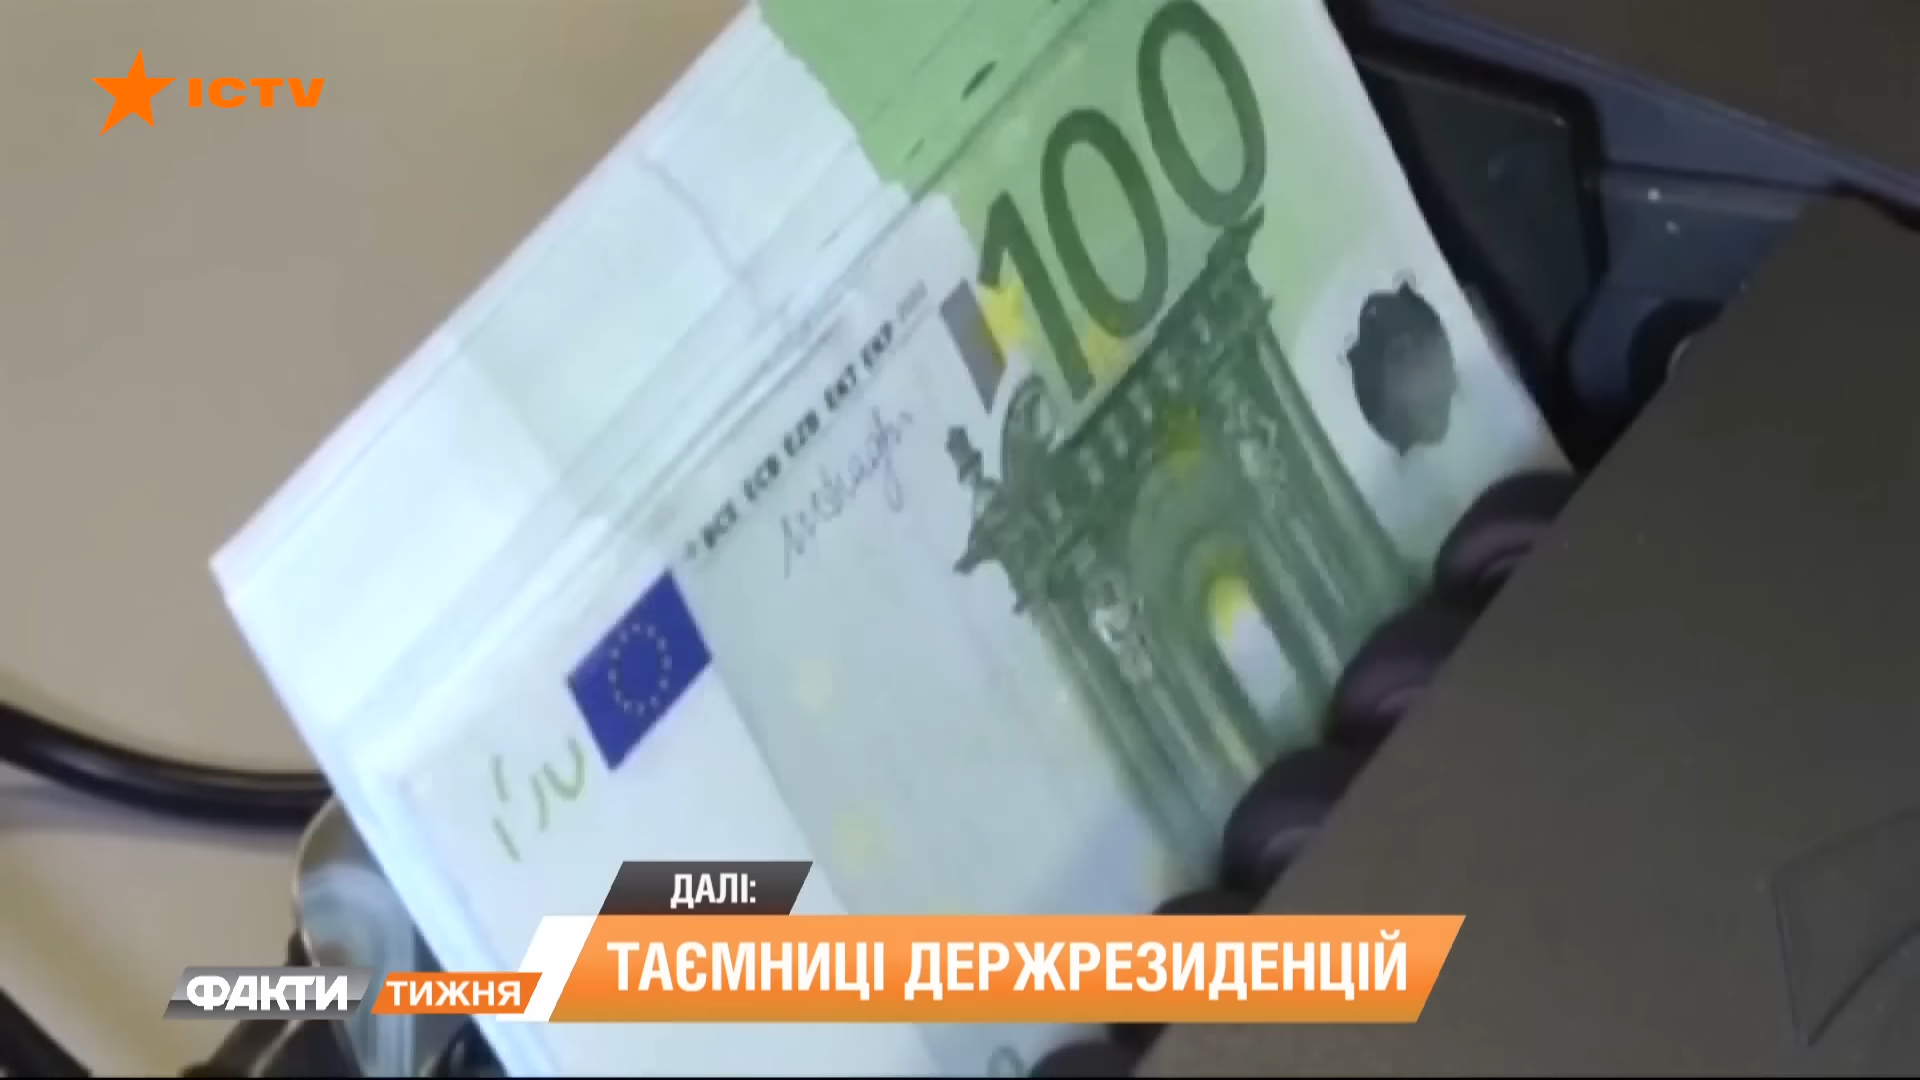 ICTV
100
BCE ECB EZB EKT EKP
ДАЛІ:
ТАЄМНИЦІ ДЕРЖРЕЗИДЕНЦІЙ
ФАКТИ ТИЖНЯ